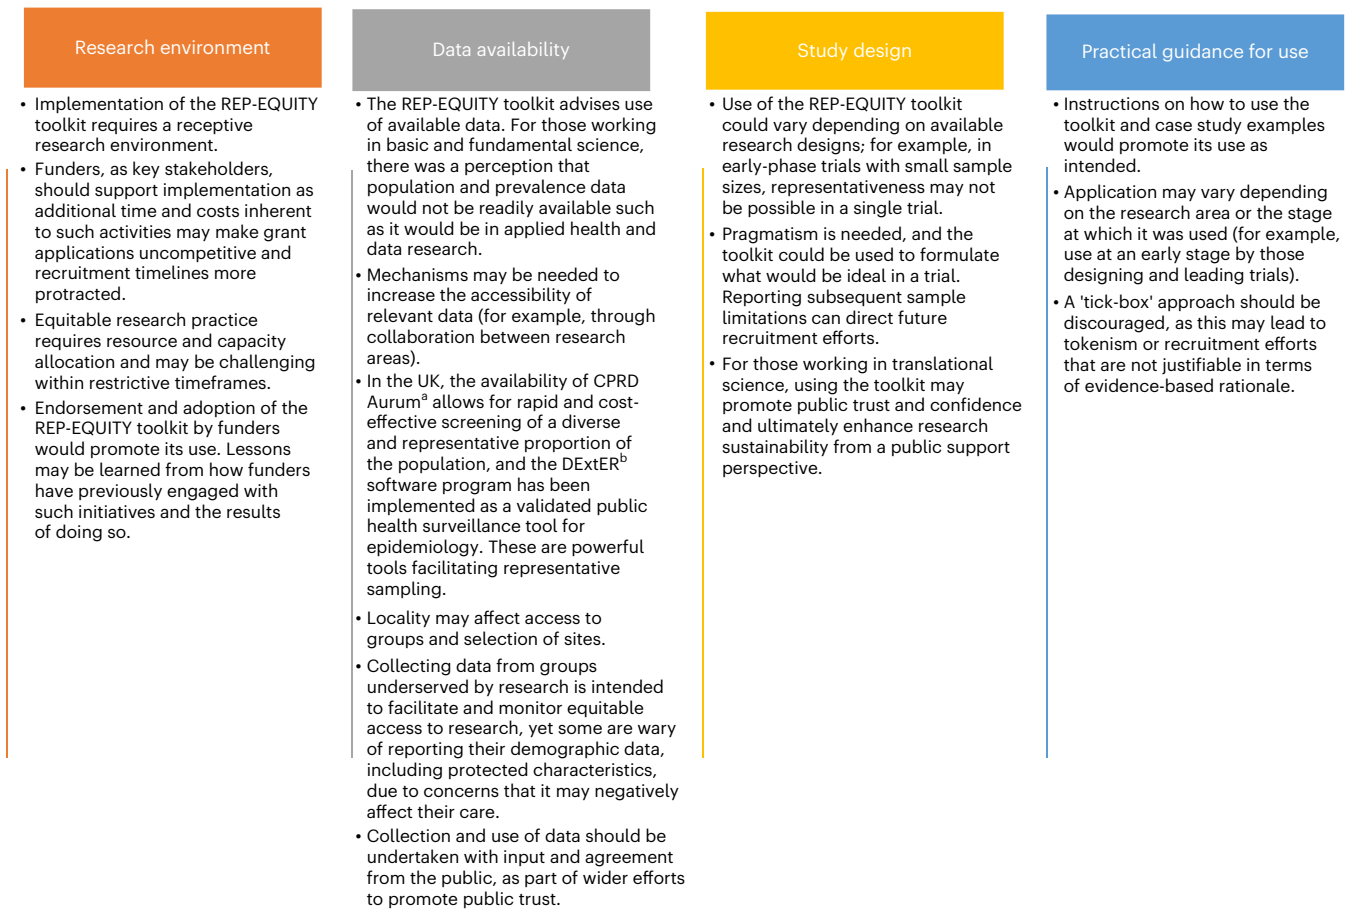 Research environment
• Implementation of the REP-EQUITY
toolkit requires a receptive
research environment.
• Funders, as key stakeholders,
should support implementation as
additional time and costs inherent
to such activities may make grant
applications uncompetitive and
recruitment timelines more
protracted.
• Equitable research practice
requires resource and capacity
allocation and may be challenging
within restrictive timeframes.
• Endorsement and adoption of the
REP-EQUITY toolkit by funders
would promote its use. Lessons
may be learned from how funders
have previously engaged with
such initiatives and the results
of doing so.
Data availability
• The REP-EQUITY toolkit advises use
of available data. For those working
in basic and fundamental science,
there was a perception that
population and prevalence data
would not be readily available such
as it would be in applied health and
data research.
• Mechanisms may be needed to
increase the accessibility of
relevant data (for example, through
collaboration between research
areas).
• In the UK, the availability of CPRD
Aurumᵃ allows for rapid and cost-
effective screening of a diverse
and representative proportion of
the population, and the DExtERᵇ
software program has been
implemented as a validated public
health surveillance tool for
epidemiology. These are powerful
tools facilitating representative
sampling.
• Locality may affect access to
groups and selection of sites.
• Collecting data from groups
underserved by research is intended
to facilitate and monitor equitable
access to research, yet some are wary
of reporting their demographic data,
including protected characteristics,
due to concerns that it may negatively
affect their care.
• Collection and use of data should be
undertaken with input and agreement
from the public, as part of wider efforts
to promote public trust.
Study design
• Use of the REP-EQUITY toolkit
could vary depending on available
research designs; for example, in
early-phase trials with small sample
sizes, representativeness may not
be possible in a single trial.
• Pragmatism is needed, and the
toolkit could be used to formulate
what would be ideal in a trial.
Reporting subsequent sample
limitations can direct future
recruitment efforts.
• For those working in translational
science, using the toolkit may
promote public trust and confidence
and ultimately enhance research
sustainability from a public support
perspective.
Practical guidance for use
• Instructions on how to use the
toolkit and case study examples
would promote its use as
intended.
• Application may vary depending
on the research area or the stage
at which it was used (for example,
use at an early stage by those
designing and leading trials).
• A 'tick-box' approach should be
discouraged, as this may lead to
tokenism or recruitment efforts
that are not justifiable in terms
of evidence-based rationale.